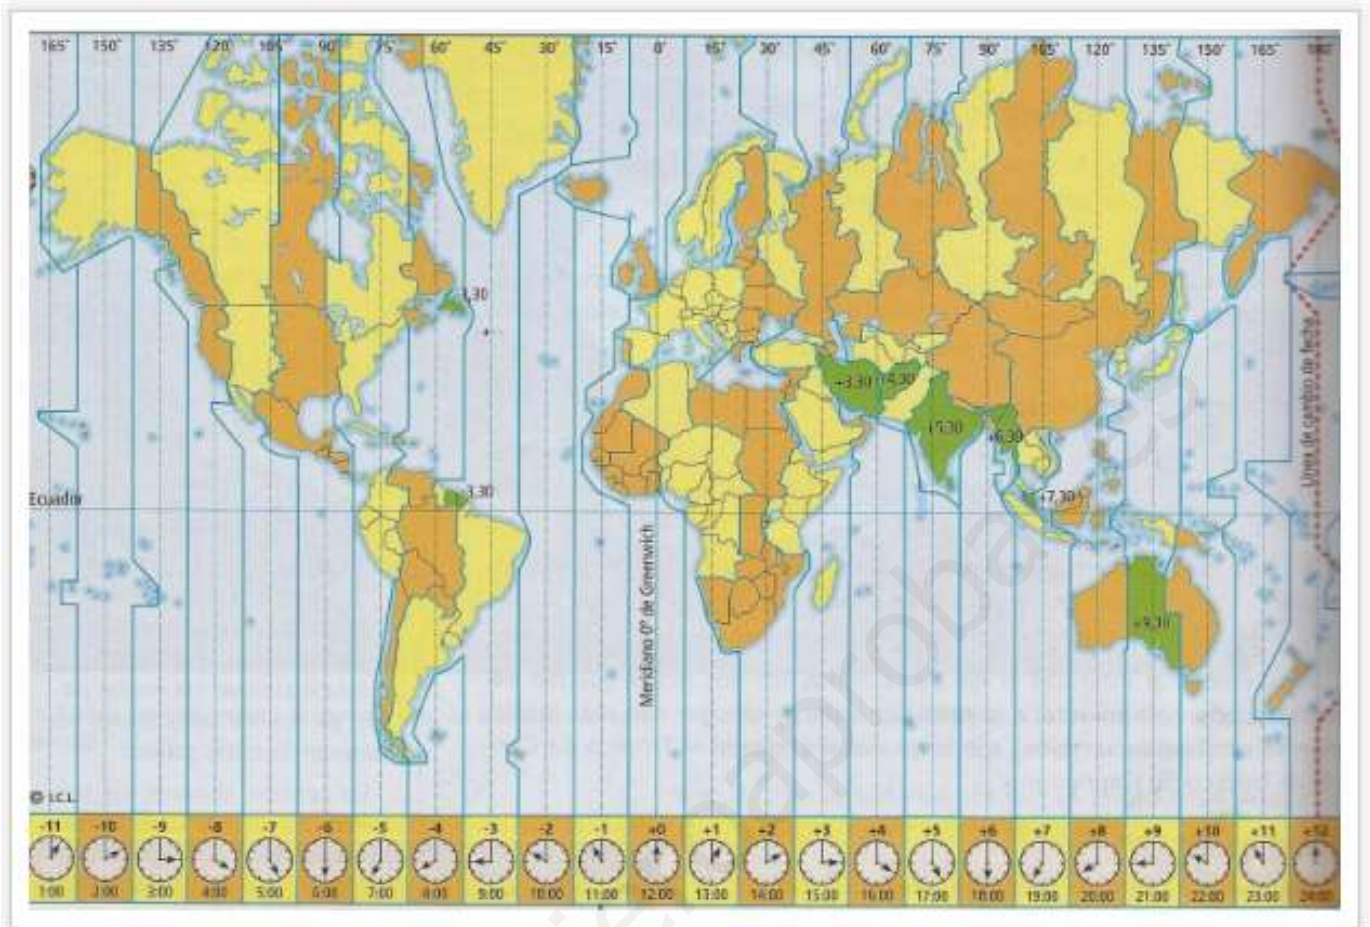 165° 150° 135° 120° 105° 90° 75° 60° 45° 30° 15° 0° 15° 30° 45° 60° 75° 90° 105° 120° 135° 150° 165° 180°
3,30
+3,30 +4,30
+5,30
+6,30
Ecuador
3,30
+7,30
+9,30
Meridiano 0º de Greenwich
Línea de cambio de fecha
© I.C.L.
-11 -10 -9 -8 -7 -6 -5 -4 -3 -2 -1 +0 +1 +2 +3 +4 +5 +6 +7 +8 +9 +10 +11 +12
1:00 2:00 3:00 4:00 5:00 6:00 7:00 8:00 9:00 10:00 11:00 12:00 13:00 14:00 15:00 16:00 17:00 18:00 19:00 20:00 21:00 22:00 23:00 24:00